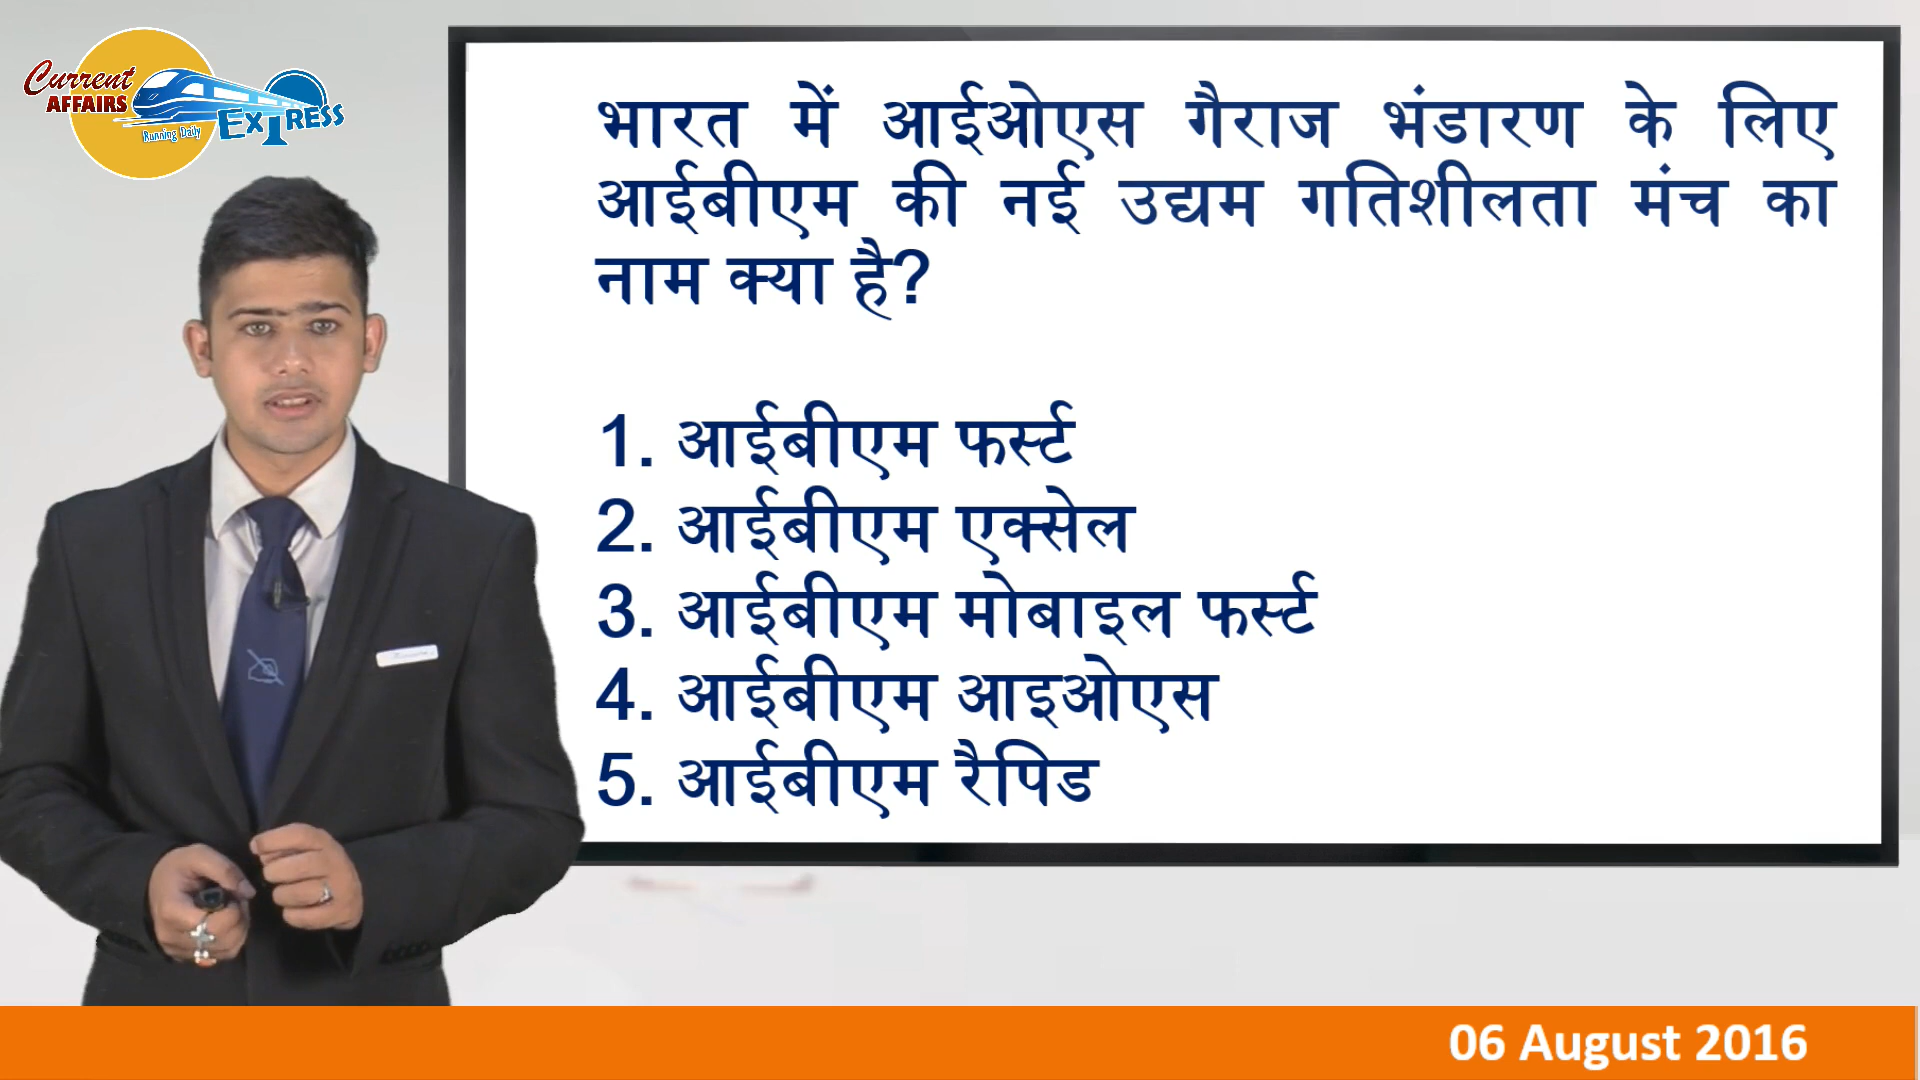 Current
AFFAIRS
EXPRESS
Running Daily
भारत में आईओएस गैराज भंडारण के लिए
आईबीएम की नई उद्यम गतिशीलता मंच का
नाम क्या है?
1. आईबीएम फर्स्ट
2. आईबीएम एक्सेल
3. आईबीएम मोबाइल फर्स्ट
4. आईबीएम आइओएस
5. आईबीएम रैपिड
06 August 2016